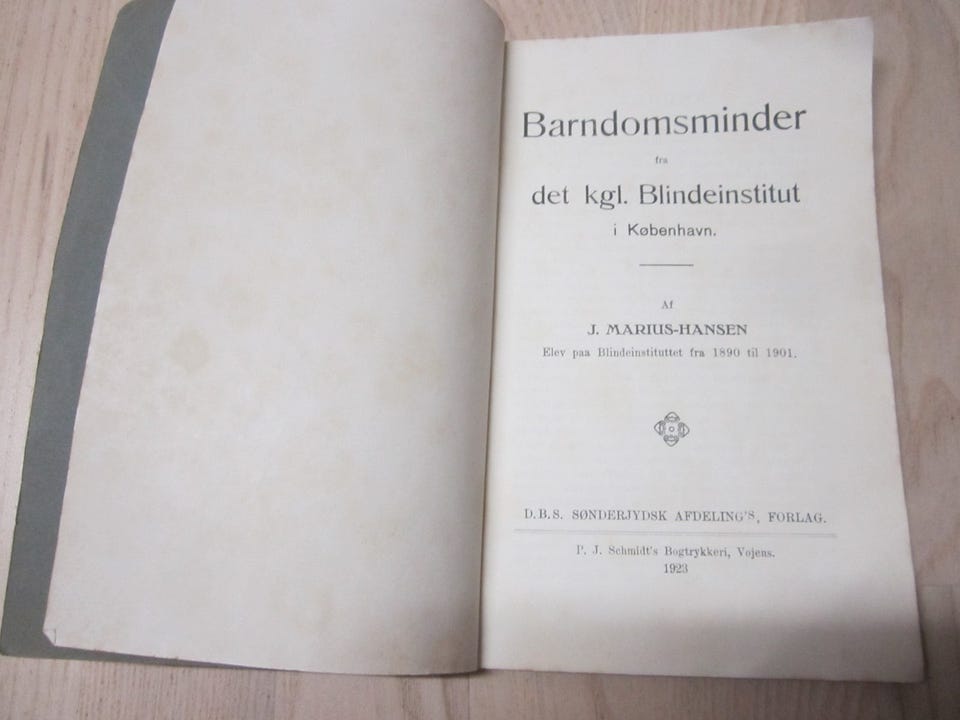 Barndomsminder
fra
det kgl. Blindeinstitut
i København.
Af
J. MARIUS-HANSEN
Elev paa Blindeinstituttet fra 1890 til 1901.
D.B.S. SØNDERJYDSK AFDELING'S, FORLAG.
P. J. Schmidt's Bogtrykkeri, Vojens.
1923